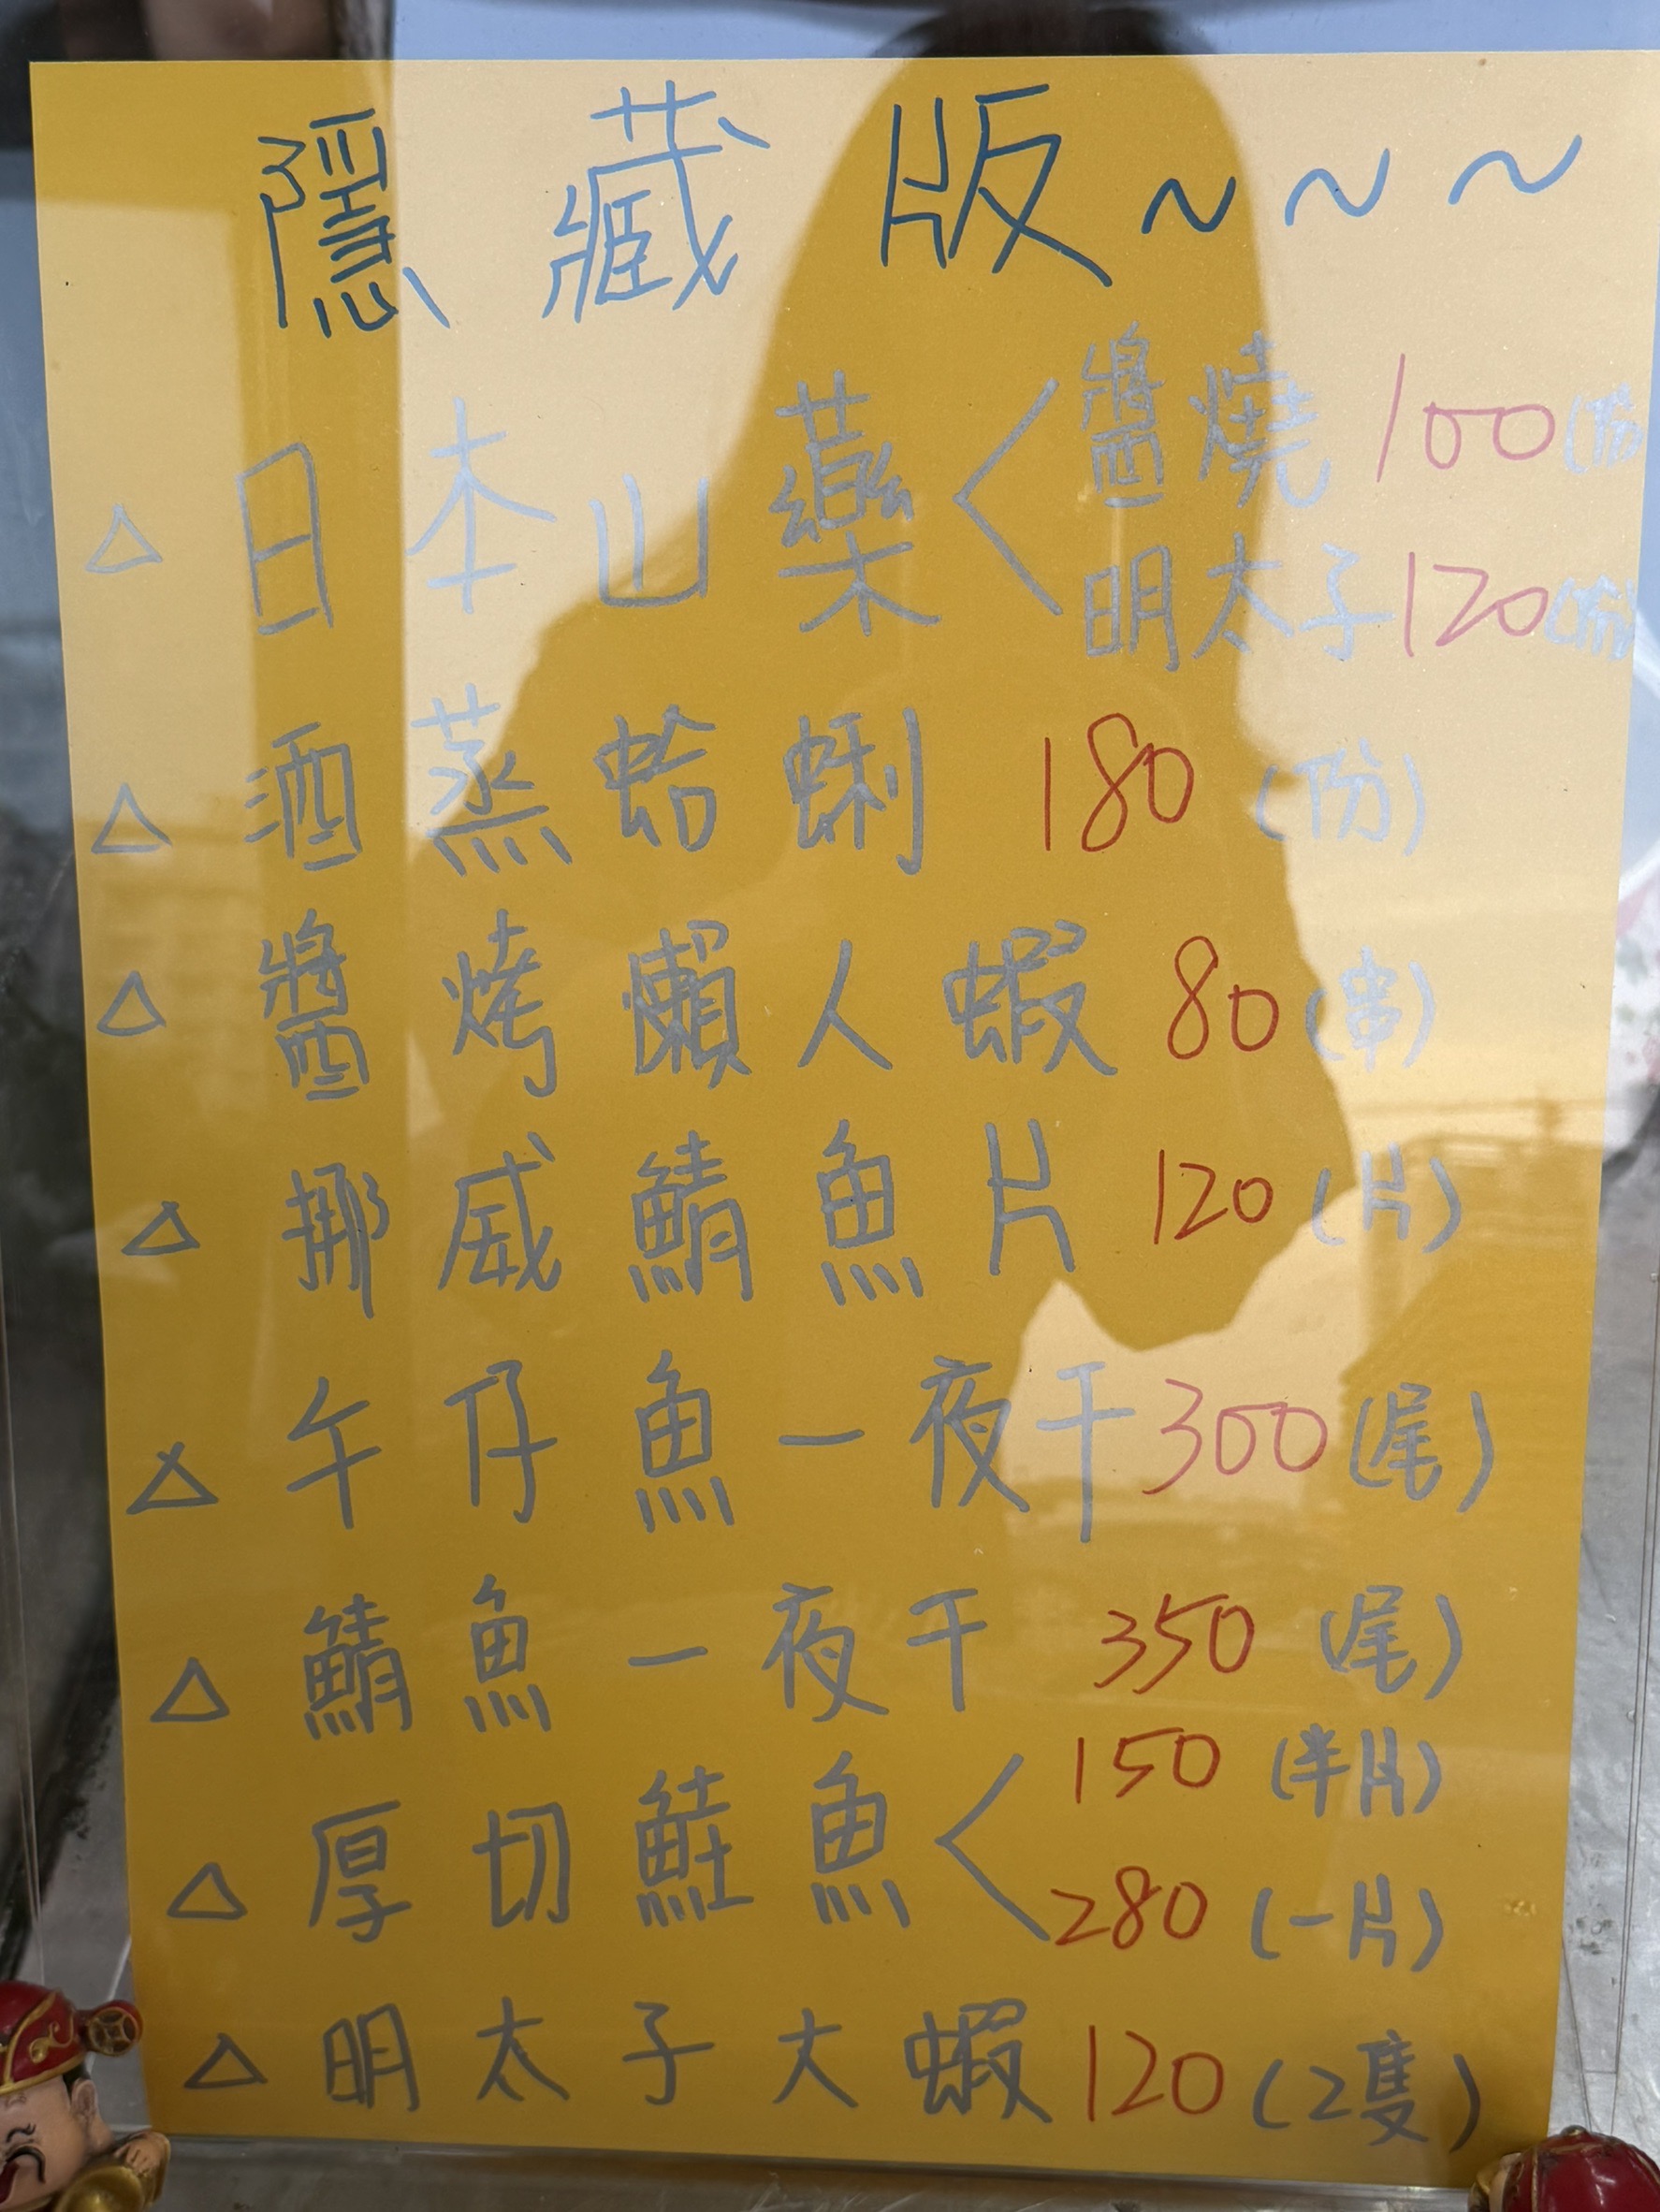 隱藏版~~~
△ 日本山藥< 醬燒 100(份)
明太子 120(份)
△ 酒蒸蛤蜊 180 (份)
△ 醬烤懶人蝦 80 (串)
△ 挪威鯖魚片 120 (片)
△ 午仔魚一夜干 300 (尾)
△ 鯖魚一夜干 350 (尾)
△ 厚切鮭魚< 150 (半片)
280 (一片)
△ 明太子大蝦 120 (2隻)